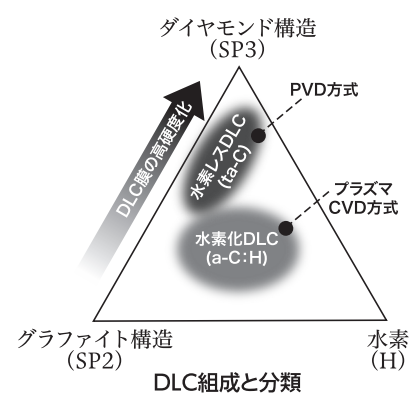 ダイヤモンド構造
(SP3)
PVD方式
DLC膜の高硬度化
水素レスDLC
(ta-C)
プラズマ
CVD方式
水素化DLC
(a-C:H)
グラファイト構造
(SP2)
水素
(H)
DLC組成と分類